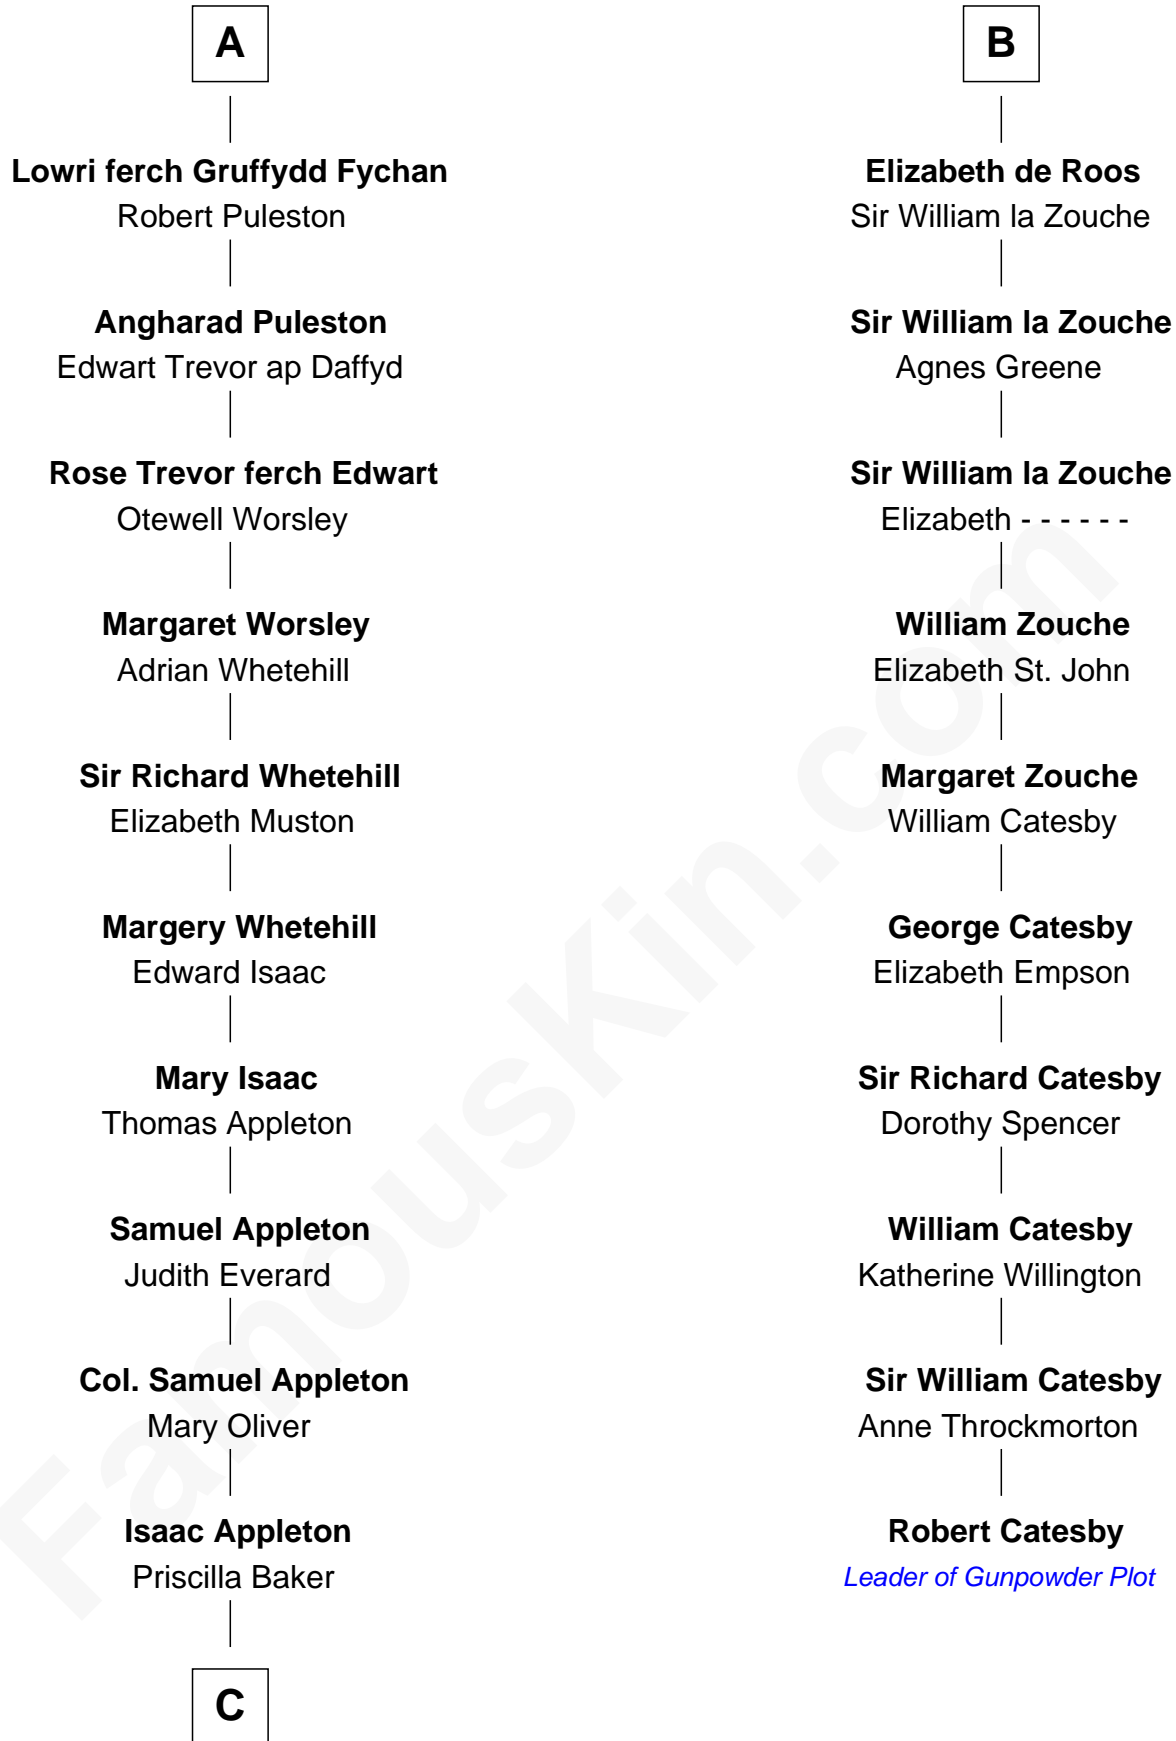 A
Lowri ferch Gruffydd Fychan
Robert Puleston
Angharad Puleston
Edwart Trevor ap Daffyd
Rose Trevor ferch Edwart
Otewell Worsley
Margaret Worsley
Adrian Whetehill
Sir Richard Whetehill
Elizabeth Muston
Margery Whetehill
Edward Isaac
Mary Isaac
Thomas Appleton
Samuel Appleton
Judith Everard
Col. Samuel Appleton
Mary Oliver
Isaac Appleton
Priscilla Baker
C
B
Elizabeth de Roos
Sir William la Zouche
Sir William la Zouche
Agnes Greene
Sir William la Zouche
Elizabeth - - - - - -
William Zouche
Elizabeth St. John
Margaret Zouche
William Catesby
George Catesby
Elizabeth Empson
Sir Richard Catesby
Dorothy Spencer
William Catesby
Katherine Willington
Sir William Catesby
Anne Throckmorton
Robert Catesby
Leader of Gunpowder Plot
FamousKin.com